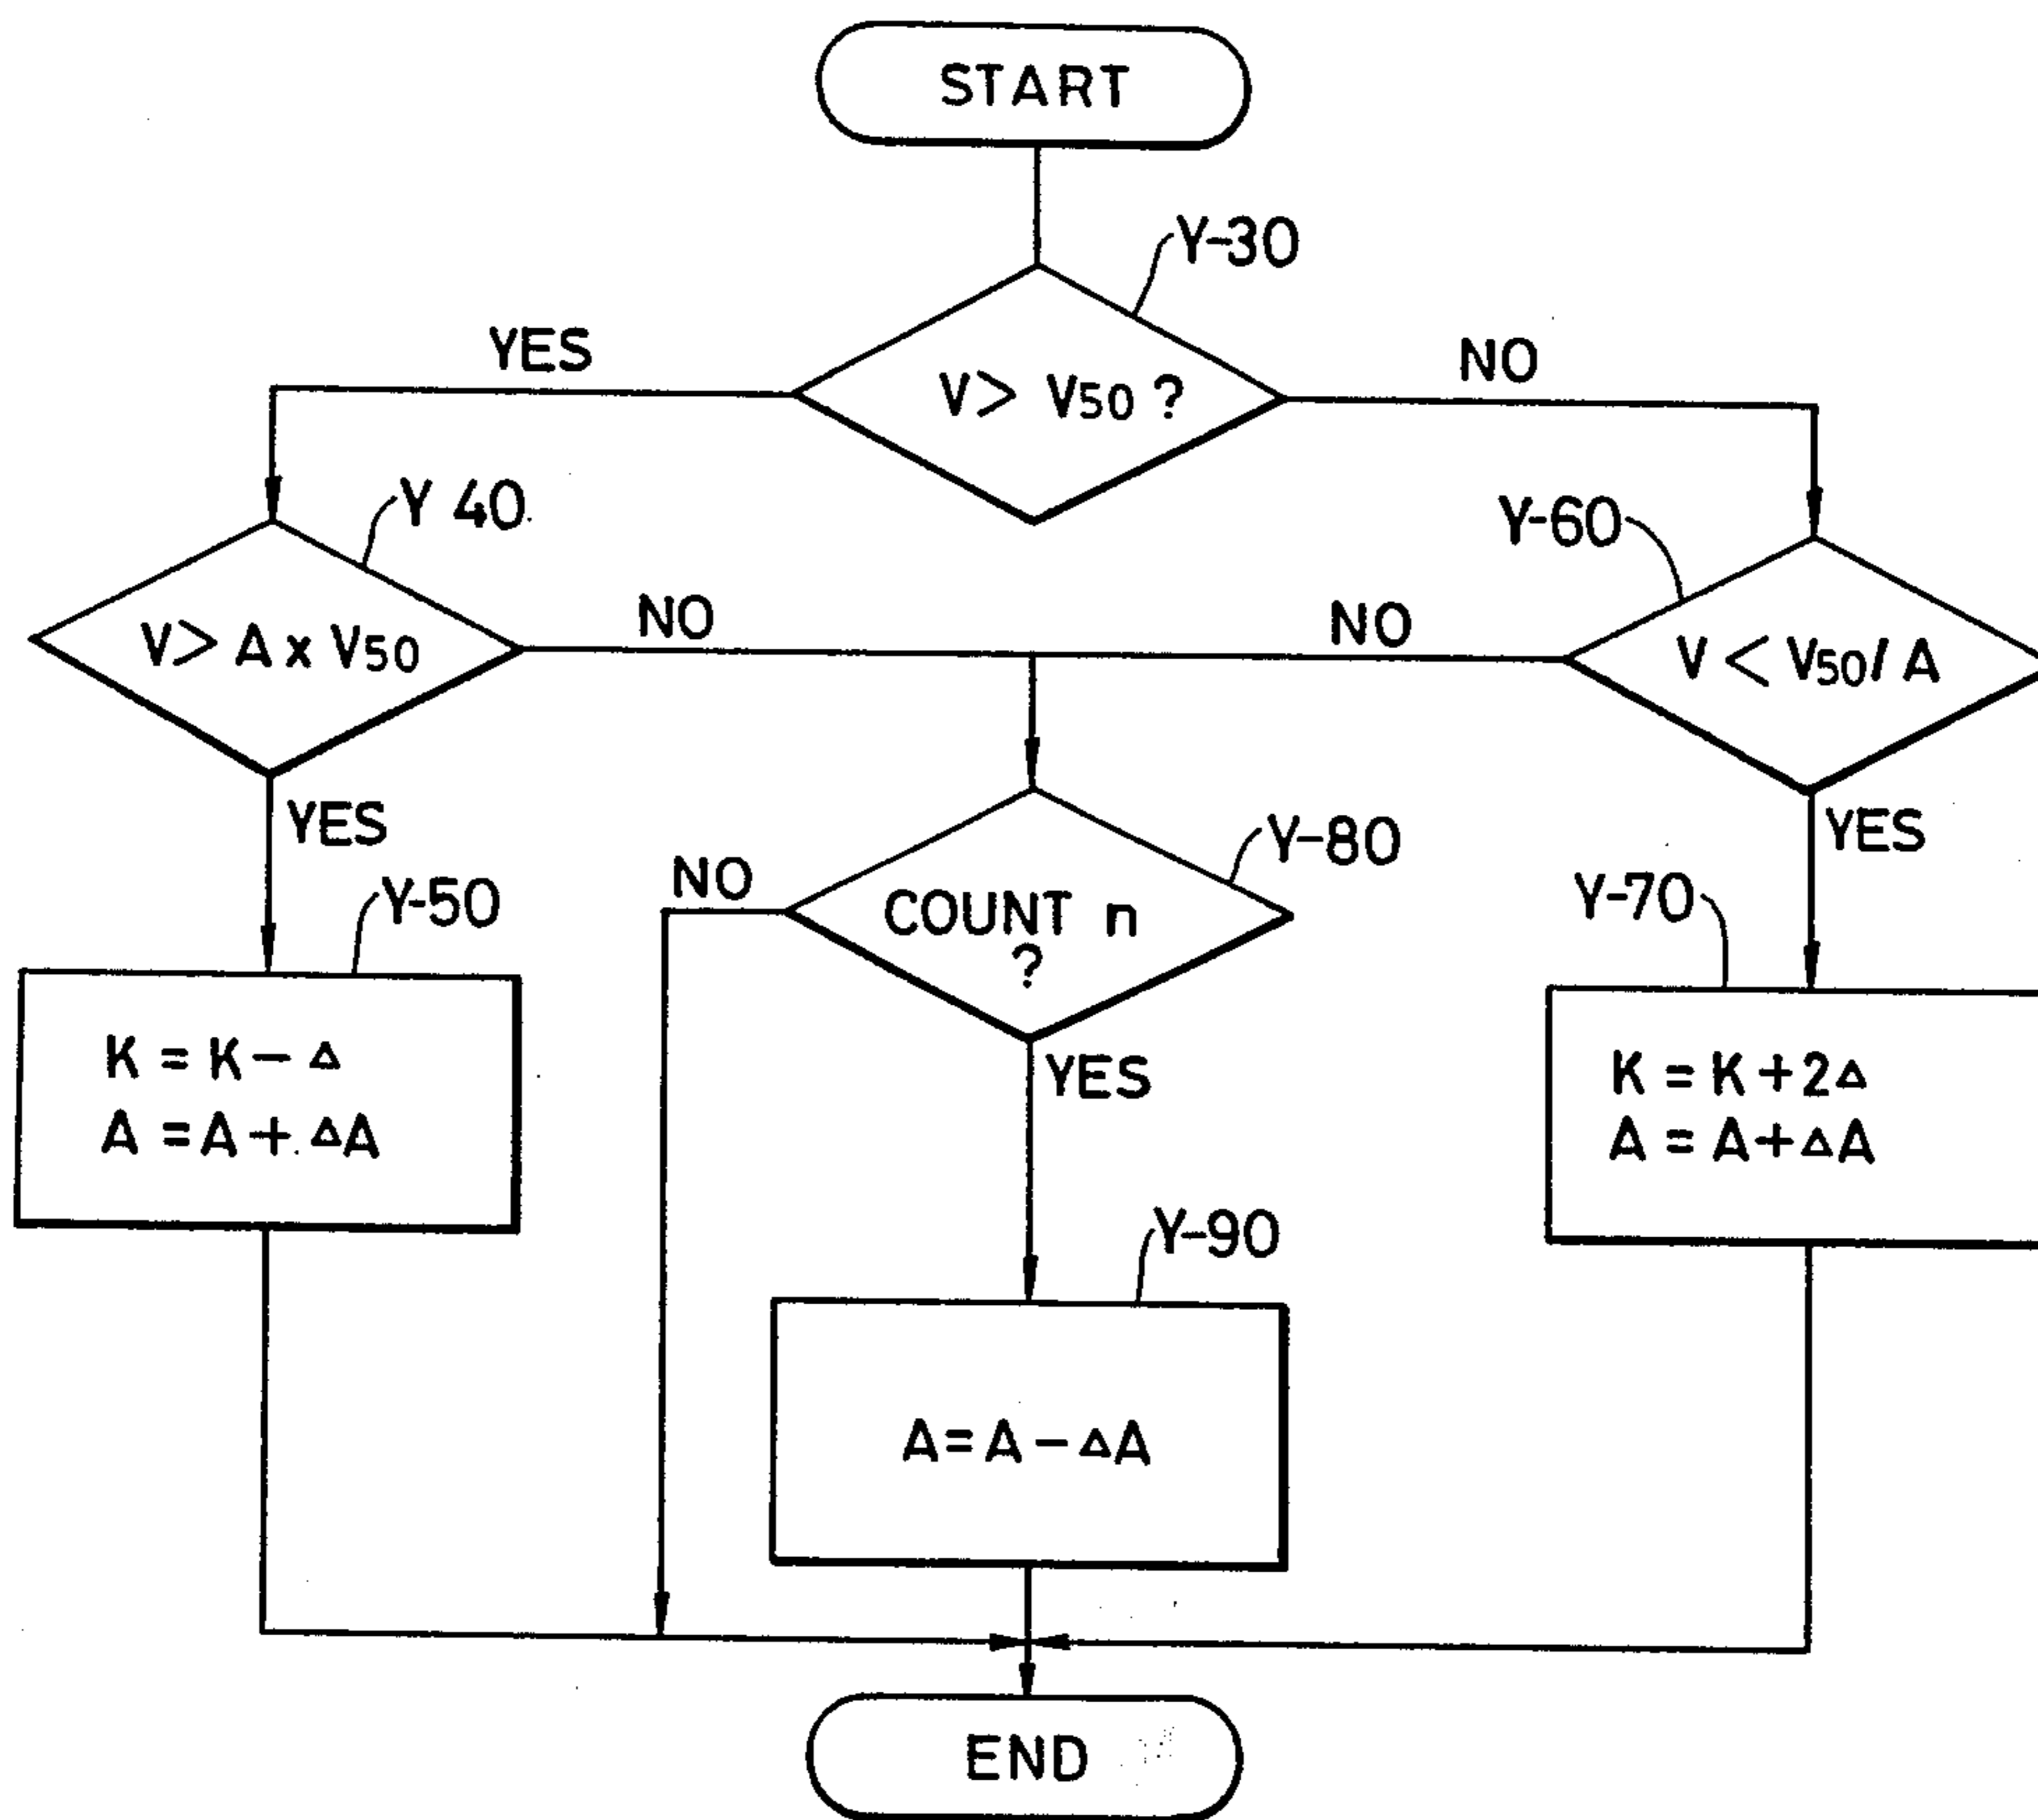 START
Y-30
YES
NO
V> V50 ?
Y 40
Y-60
V> A x V50
NO
NO
V < V50/ A
YES
YES
Y-80
NO
COUNT n
?
Y-50
Y-70
K = K - Δ
A = A + ΔA
YES
K = K + 2Δ
A = A + ΔA
Y-90
A = A - ΔA
END